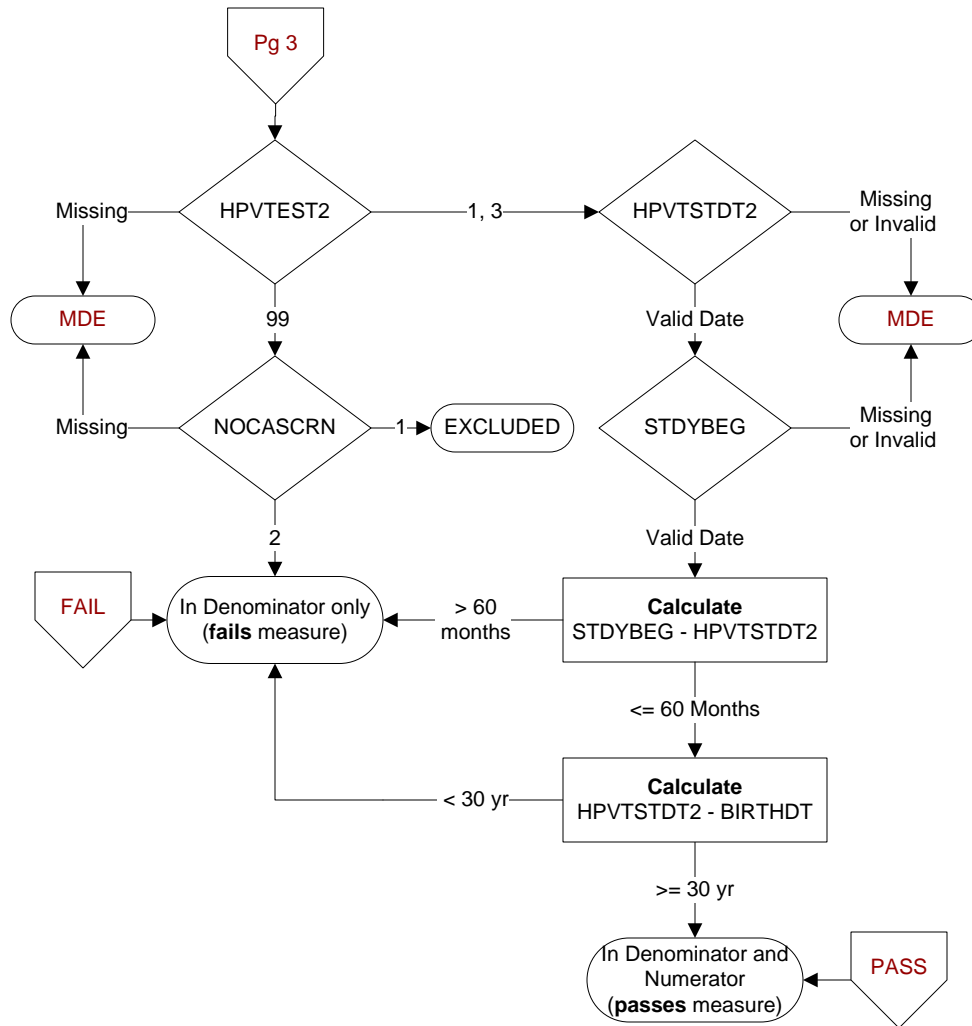 Pg 3
Missing
HPVTEST2
1, 3
HPVTSTDT2
Missing
or Invalid
MDE
99
Valid Date
MDE
Missing
NOCASCRN
1
EXCLUDED
STDYBEG
Missing
or Invalid
2
Valid Date
FAIL
In Denominator only
(fails measure)
> 60
months
Calculate
STDYBEG - HPVTSTDT2
<= 60 Months
< 30 yr
Calculate
HPVTSTDT2 - BIRTHDT
>= 30 yr
In Denominator and
Numerator
(passes measure)
PASS